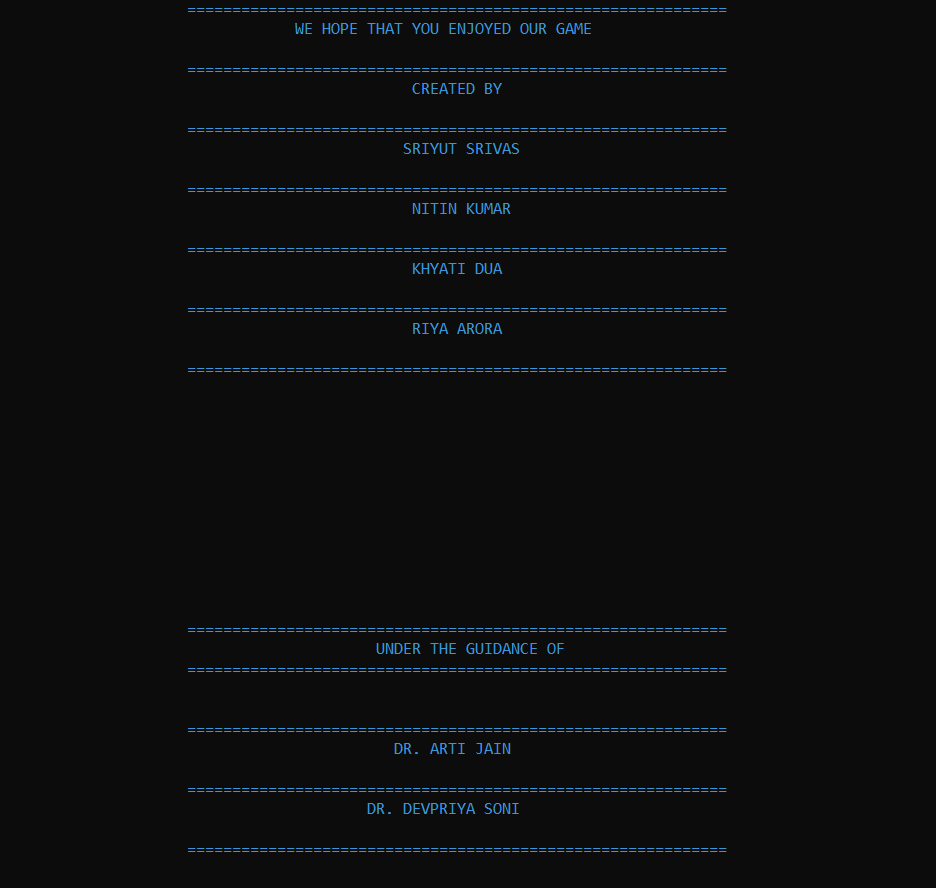 ============================================================
WE HOPE THAT YOU ENJOYED OUR GAME
============================================================
CREATED BY
============================================================
SRIYUT SRIVAS
============================================================
NITIN KUMAR
============================================================
KHYATI DUA
============================================================
RIYA ARORA
============================================================
============================================================
UNDER THE GUIDANCE OF
============================================================
============================================================
DR. ARTI JAIN
============================================================
DR. DEVPRIYA SONI
============================================================